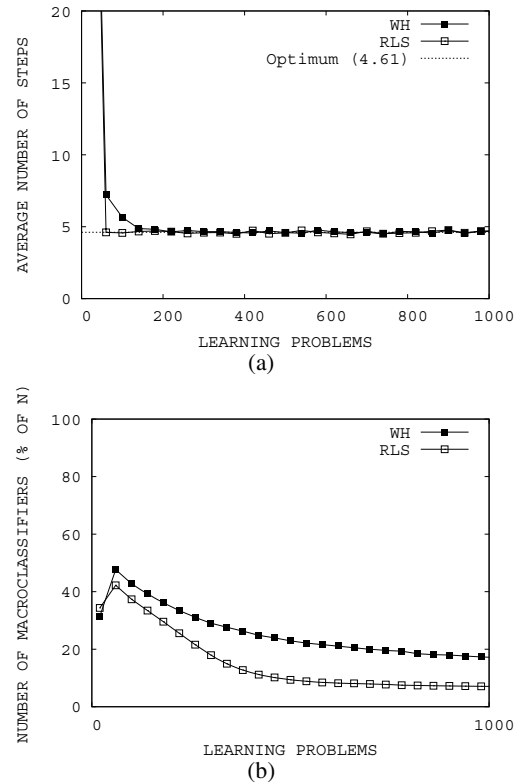 AVERAGE NUMBER OF STEPS
20
15
10
5
0
WH
RLS
Optimum (4.61)
0 200 400 600 800 1000
LEARNING PROBLEMS
(a)
NUMBER OF MACROCLASSIFIERS (% OF N)
100
80
60
40
20
0
WH
RLS
0 1000
LEARNING PROBLEMS
(b)